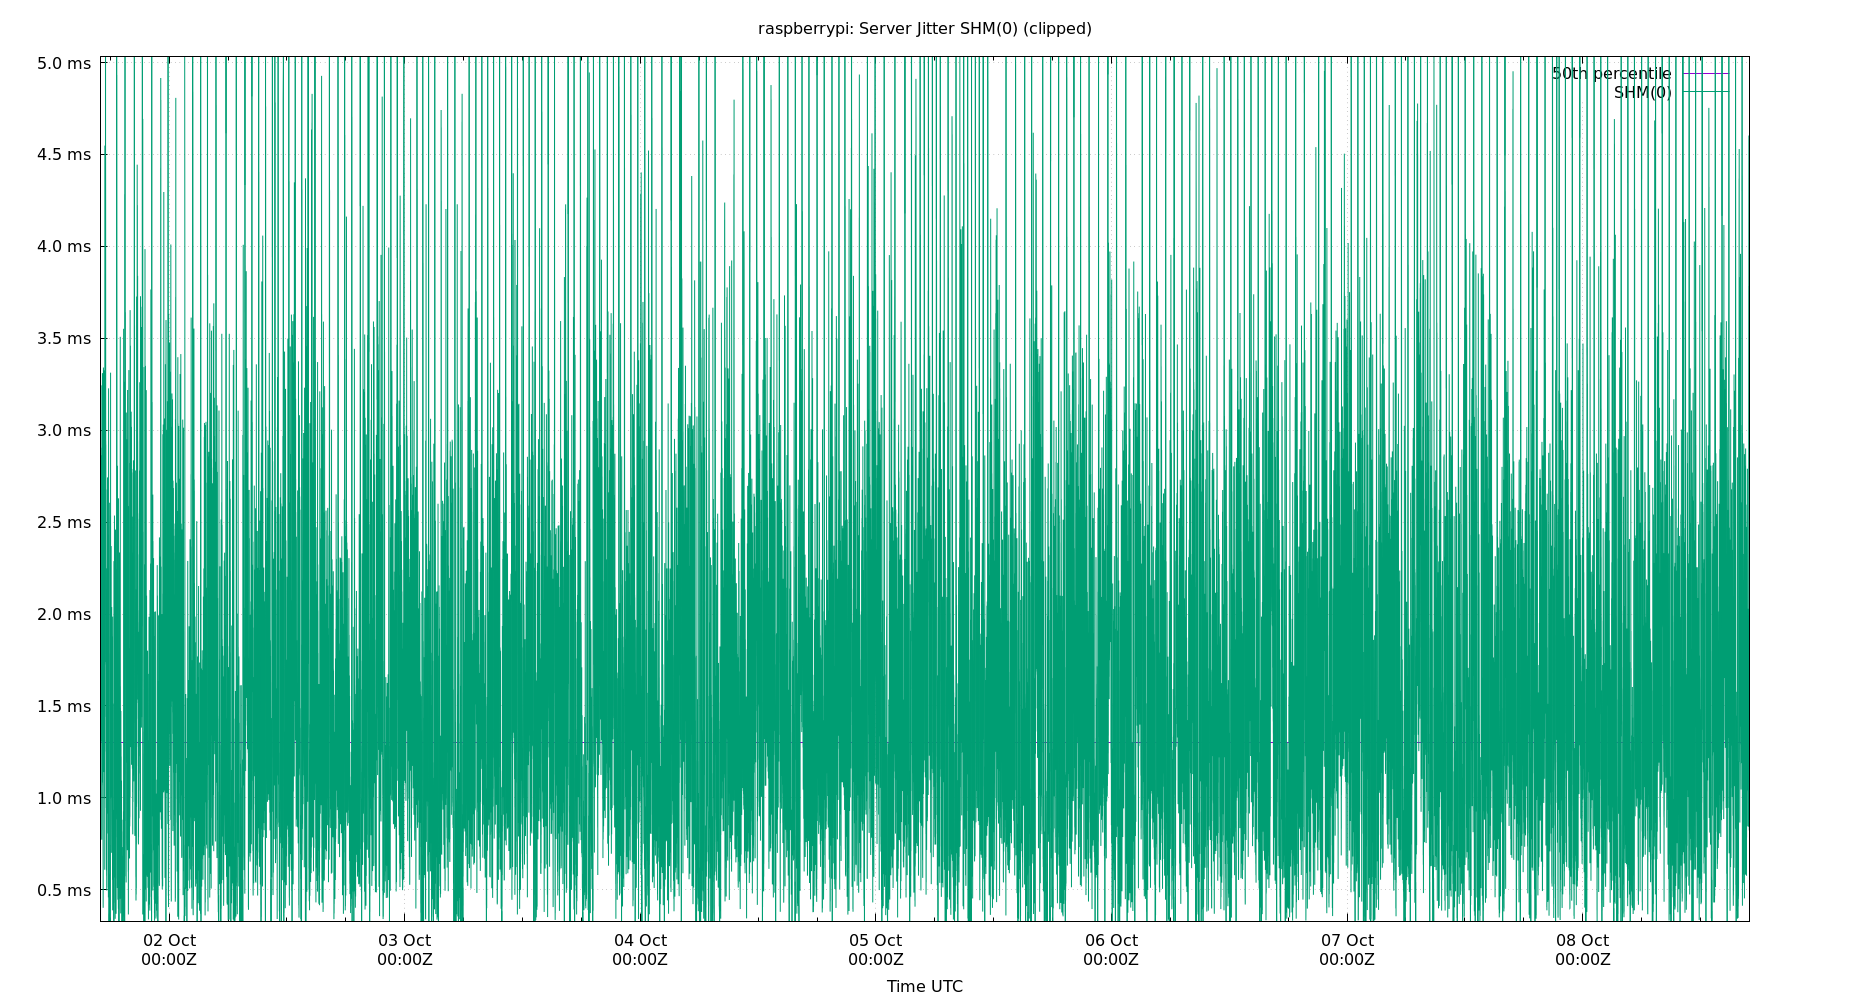 raspberrypi: Server Jitter SHM(0) (clipped)
5.0 ms
50th percentile
SHM(0)
4.5 ms
4.0 ms
3.5 ms
3.0 ms
2.5 ms
2.0 ms
1.5 ms
1.0 ms
0.5 ms
02 Oct 03 Oct 04 Oct 05 Oct 06 Oct 07 Oct 08 Oct
00:00Z 00:00Z 00:00Z 00:00Z 00:00Z 00:00Z 00:00Z
Time UTC